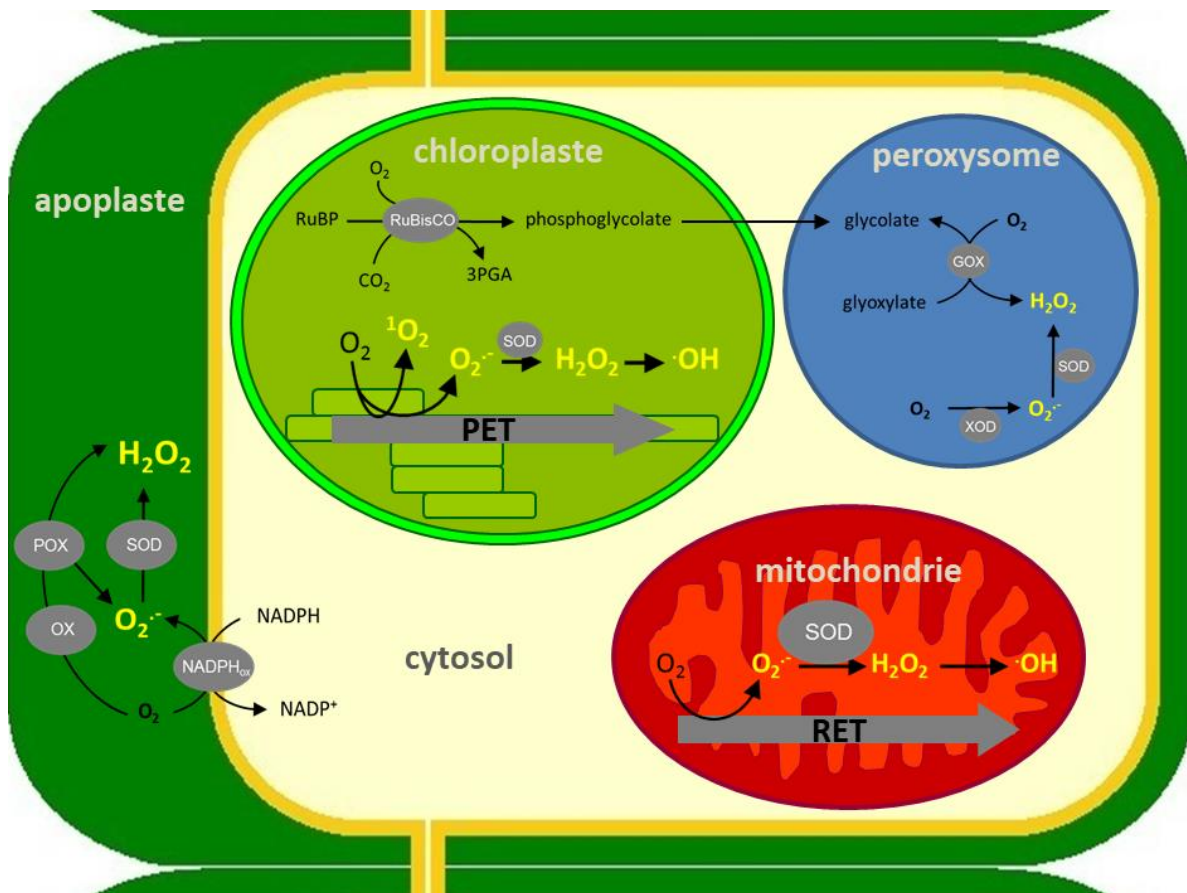 chloroplaste
peroxysome
apoplaste
O₂
RuBP
RuBisCO
phosphoglycolate
CO₂
3PGA
glycolate
O₂
GOX
glyoxylate
H₂O₂
SOD
O₂
XOD
O₂·⁻
O₂
¹O₂
O₂·⁻
SOD
H₂O₂
·OH
PET
H₂O₂
POX
SOD
OX
O₂·⁻
NADPH
NADPHox
O₂
NADP⁺
cytosol
mitochondrie
SOD
O₂
O₂·⁻
H₂O₂
·OH
RET